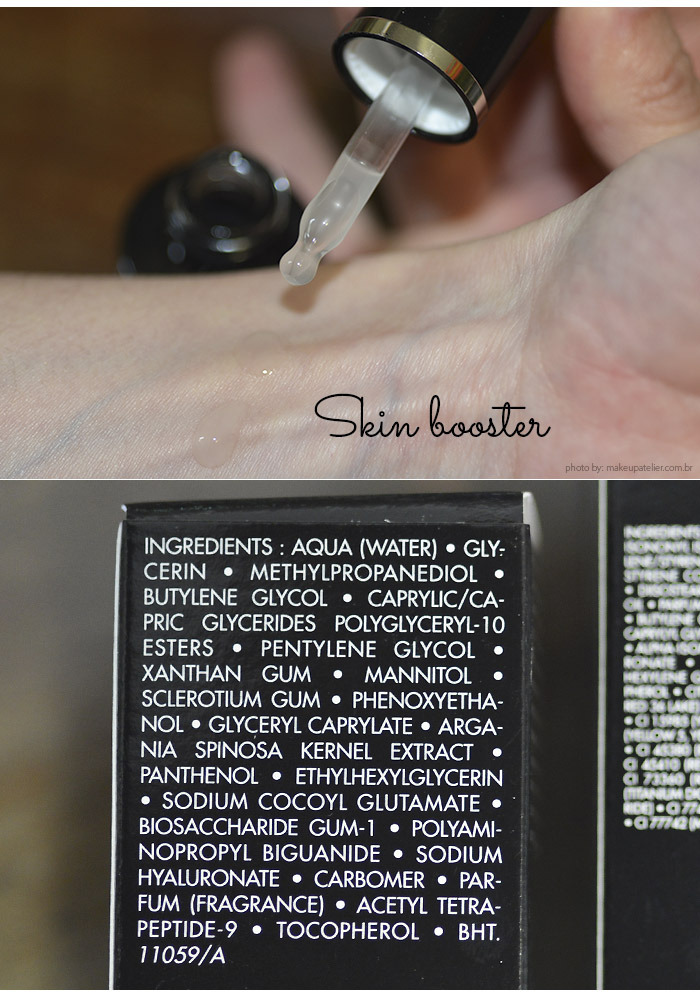 Skin booster
photo by: makeupatelier.com.br
INGREDIENTS : AQUA (WATER) • GLY-
CERIN • METHYLPROPANEDIOL •
BUTYLENE GLYCOL • CAPRYLIC/CA-
PRIC GLYCERIDES POLYGLYCERYL-10
ESTERS • PENTYLENE GLYCOL •
XANTHAN GUM • MANNITOL •
SCLEROTIUM GUM • PHENOXYETHA-
NOL • GLYCERYL CAPRYLATE • ARGA-
NIA SPINOSA KERNEL EXTRACT •
PANTHENOL • ETHYLHEXYLGLYCERIN
• SODIUM COCOYL GLUTAMATE •
BIOSACCHARIDE GUM-1 • POLYAMI-
NOPROPYL BIGUANIDE • SODIUM
HYALURONATE • CARBOMER • PAR-
FUM (FRAGRANCE) • ACETYL TETRA-
PEPTIDE-9 • TOCOPHEROL • BHT.
11059/A